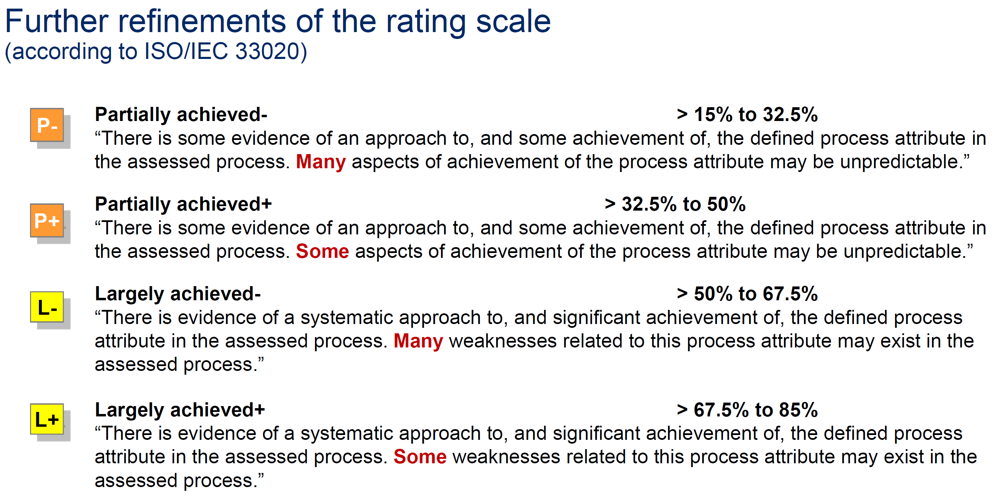 Further refinements of the rating scale
(according to ISO/IEC 33020)
P-
Partially achieved- > 15% to 32.5%
“There is some evidence of an approach to, and some achievement of, the defined process attribute in
the assessed process. Many aspects of achievement of the process attribute may be unpredictable.”
P+
Partially achieved+ > 32.5% to 50%
“There is some evidence of an approach to, and some achievement of, the defined process attribute in
the assessed process. Some aspects of achievement of the process attribute may be unpredictable.”
L-
Largely achieved- > 50% to 67.5%
“There is evidence of a systematic approach to, and significant achievement of, the defined process
attribute in the assessed process. Many weaknesses related to this process attribute may exist in the
assessed process.”
L+
Largely achieved+ > 67.5% to 85%
“There is evidence of a systematic approach to, and significant achievement of, the defined process
attribute in the assessed process. Some weaknesses related to this process attribute may exist in the
assessed process.”